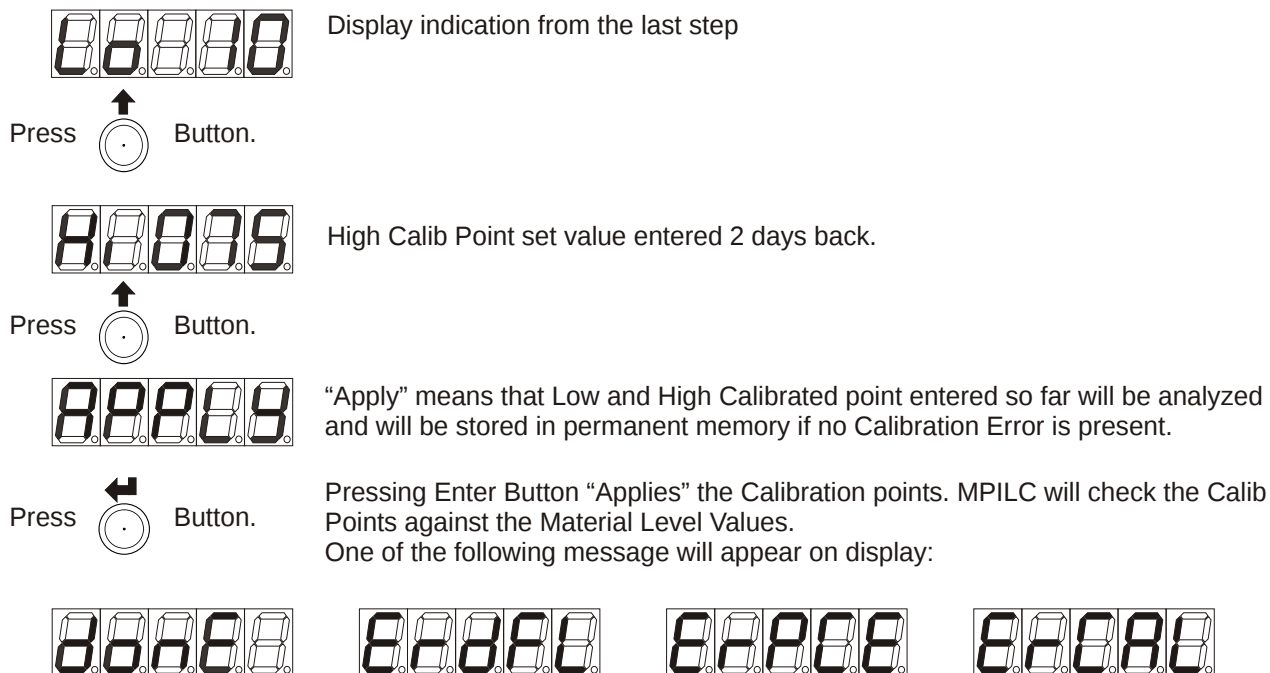 Lo 10
Display indication from the last step
Press Button.
Hi075
High Calib Point set value entered 2 days back.
Press Button.
APPLY
“Apply” means that Low and High Calibrated point entered so far will be analyzed
and will be stored in permanent memory if no Calibration Error is present.
Press Button.
Pressing Enter Button “Applies” the Calibration points. MPILC will check the Calib
Points against the Material Level Values.
One of the following message will appear on display:
donE ErdFL ErPCE ErCAL